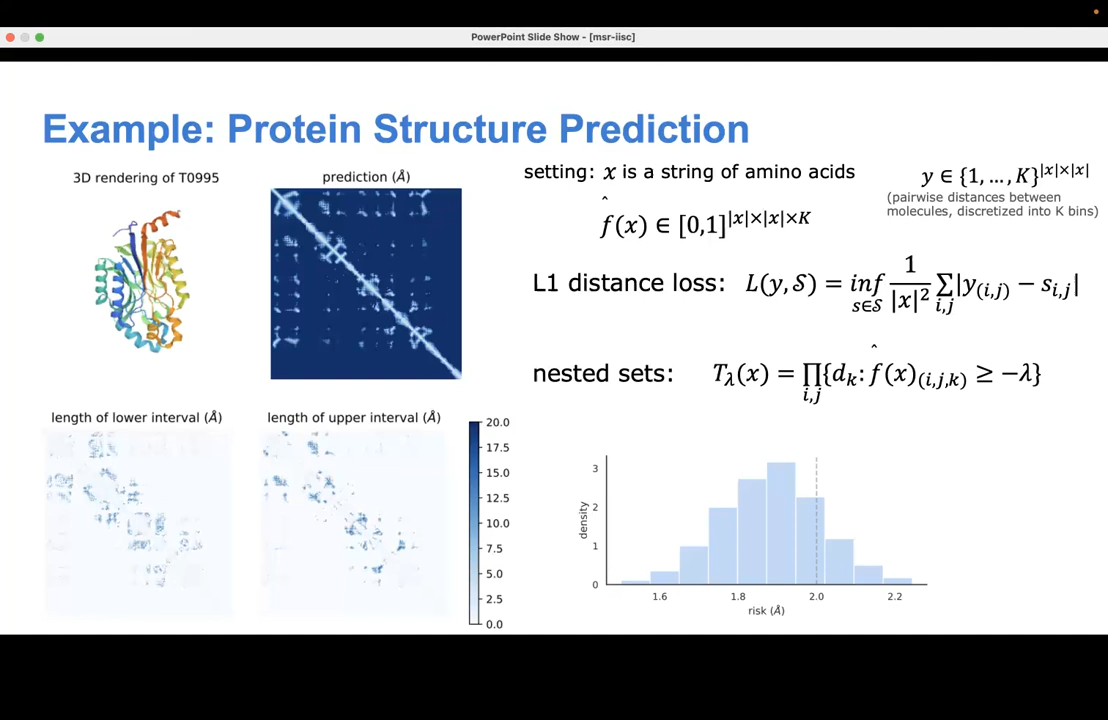 PowerPoint Slide Show - [msr-iisc]
Example: Protein Structure Prediction
3D rendering of T0995
prediction (Å)
length of lower interval (Å)
length of upper interval (Å)
20.0
17.5
15.0
12.5
10.0
7.5
5.0
2.5
0.0
setting: x is a string of amino acids
y ∈ {1, …, K}^{|x|×|x|}
(pairwise distances between
molecules, discretized into K bins)
f̂(x) ∈ [0,1]^{|x|×|x|×K}
L1 distance loss: L(y, 𝒮) = inf_{s∈𝒮} 1/|x|² ∑_{i,j} |y_{(i,j)} − s_{i,j}|
nested sets: T_λ(x) = ∏_{i,j} {d_k: f̂(x)_{(i,j,k)} ≥ −λ}
density
3
2
1
0
1.6 1.8 2.0 2.2
risk (Å)